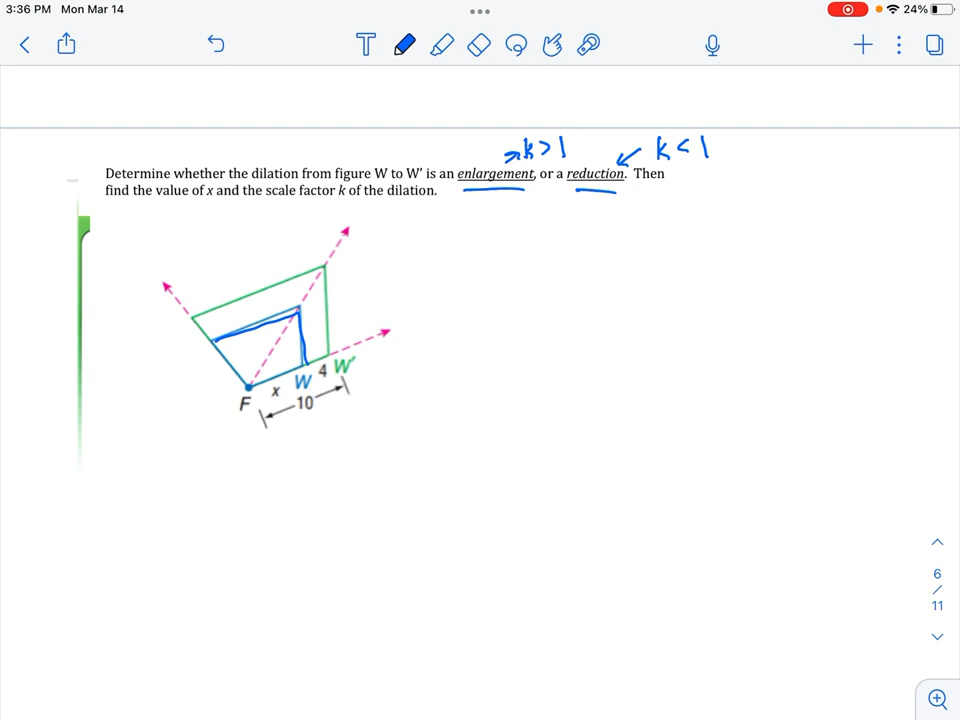 3:36 PM Mon Mar 14
24%
T
k > 1
k < 1
Determine whether the dilation from figure W to W’ is an enlargement, or a reduction. Then
find the value of x and the scale factor k of the dilation.
4 W′
x W
F 10
6
/
11